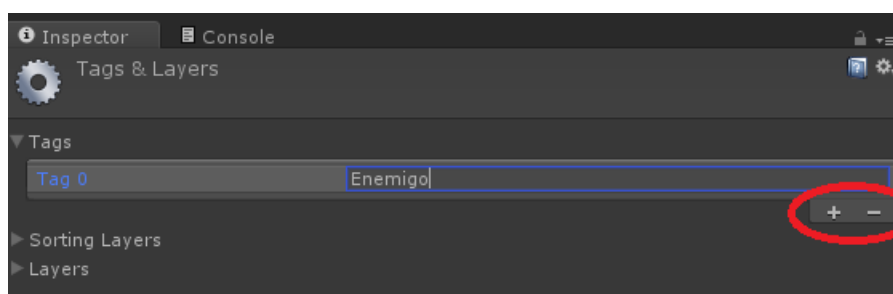 Inspector Console
Tags & Layers
Tags
Tag 0 Enemigo
+ −
Sorting Layers
Layers